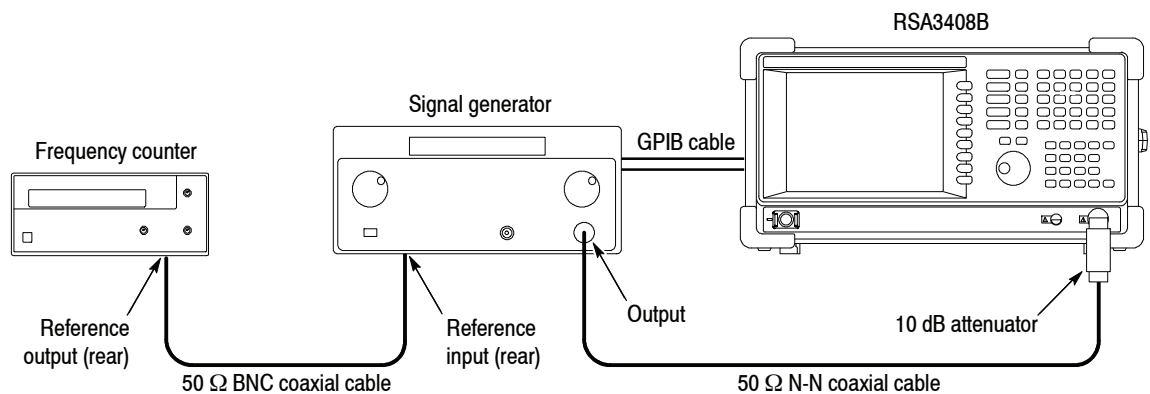 RSA3408B
Signal generator
Frequency counter
GPIB cable
Reference
output (rear)
Reference
input (rear)
Output
10 dB attenuator
50 Ω BNC coaxial cable
50 Ω N-N coaxial cable